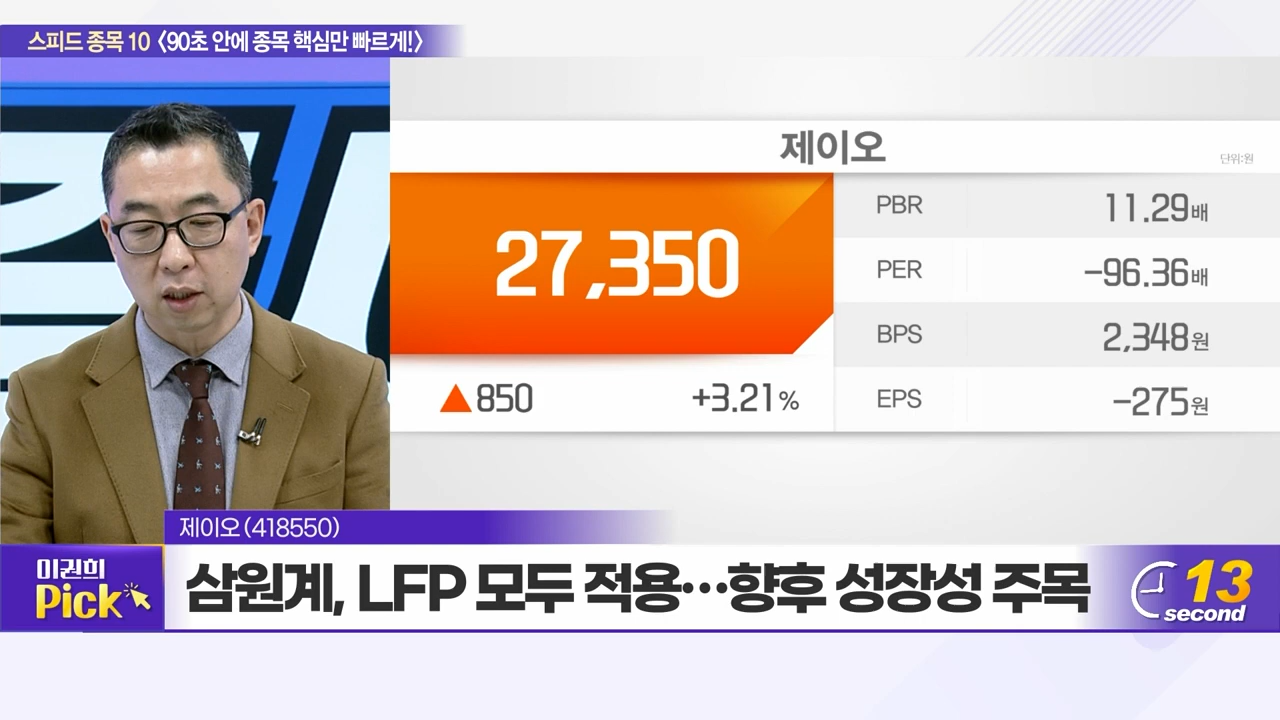 스피드 종목 10 〈90초 안에 종목 핵심만 빠르게!〉
제이오
단위:원
27,350
▲850 +3.21%
PBR 11.29배
PER -96.36배
BPS 2,348원
EPS -275원
제이오(418550)
이권희
Pick
삼원계, LFP 모두 적용…향후 성장성 주목
13
second